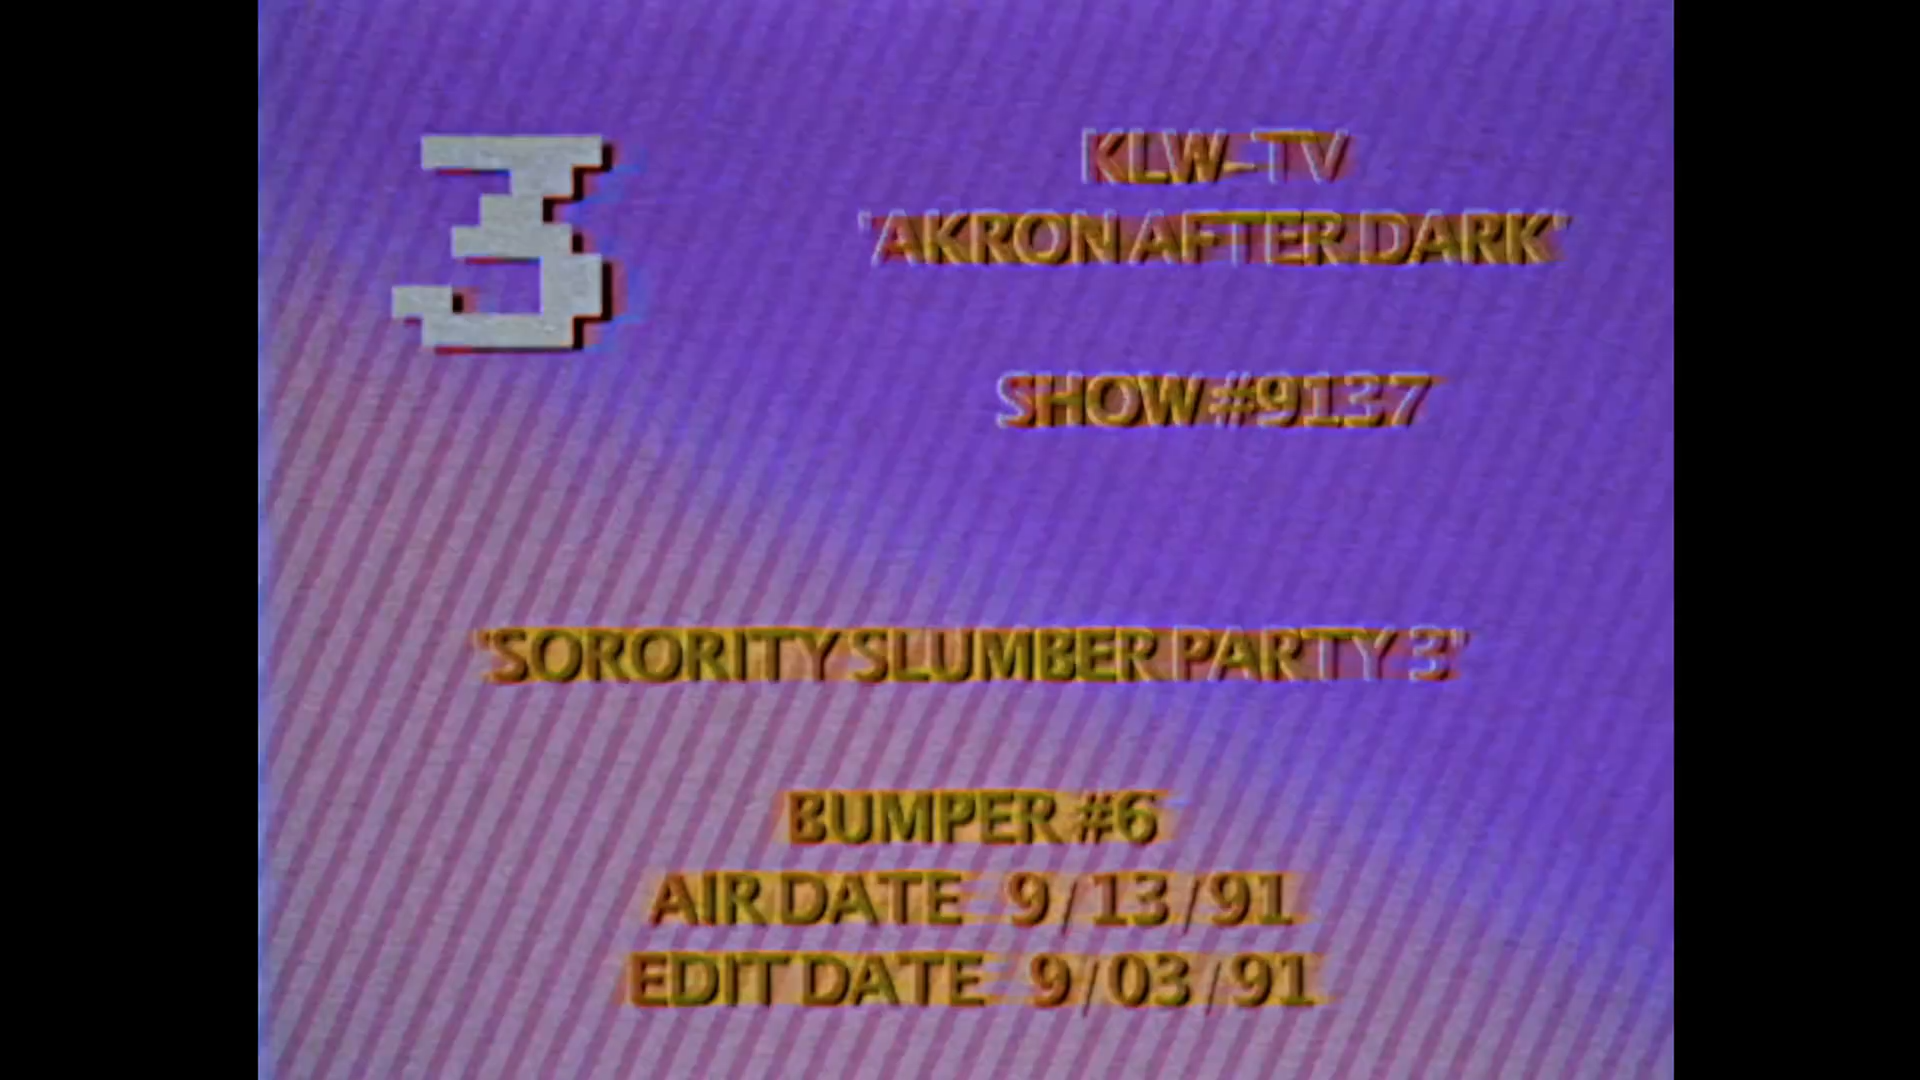 3
KLW-TV
'AKRON AFTER DARK'
SHOW #9137
'SORORITY SLUMBER PARTY 3'
BUMPER #6
AIR DATE 9/13/91
EDIT DATE 9/03/91